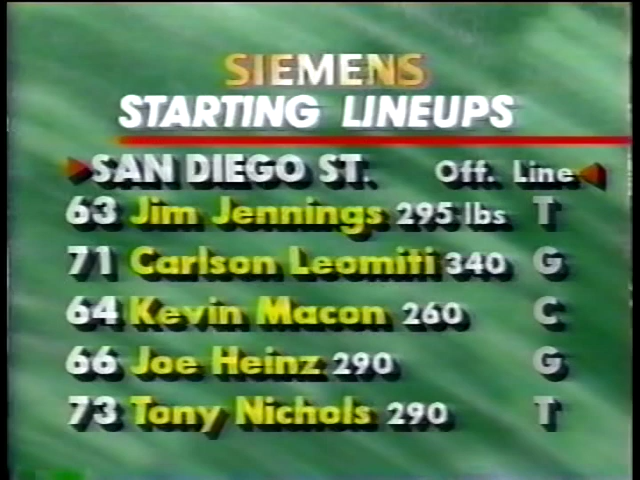 SIEMENS
STARTING LINEUPS
SAN DIEGO ST. Off. Line
63 Jim Jennings 295 lbs T
71 Carlson Leomiti 340 G
64 Kevin Macon 260 C
66 Joe Heinz 290 G
73 Tony Nichols 290 T